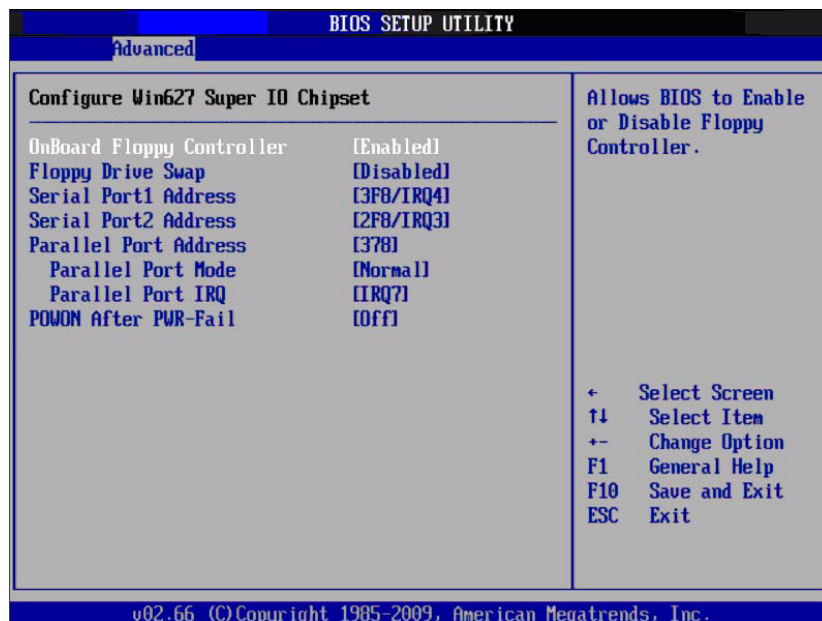 BIOS SETUP UTILITY
Advanced
Configure Win627 Super IO Chipset
OnBoard Floppy Controller [Enabled]
Floppy Drive Swap [Disabled]
Serial Port1 Address [3F8/IRQ4]
Serial Port2 Address [2F8/IRQ3]
Parallel Port Address [378]
Parallel Port Mode [Normal]
Parallel Port IRQ [IRQ7]
POWON After PWR-Fail [Off]
Allows BIOS to Enable
or Disable Floppy
Controller.
← Select Screen
↑↓ Select Item
+- Change Option
F1 General Help
F10 Save and Exit
ESC Exit
v02.66 (C)Copyright 1985-2009, American Megatrends, Inc.